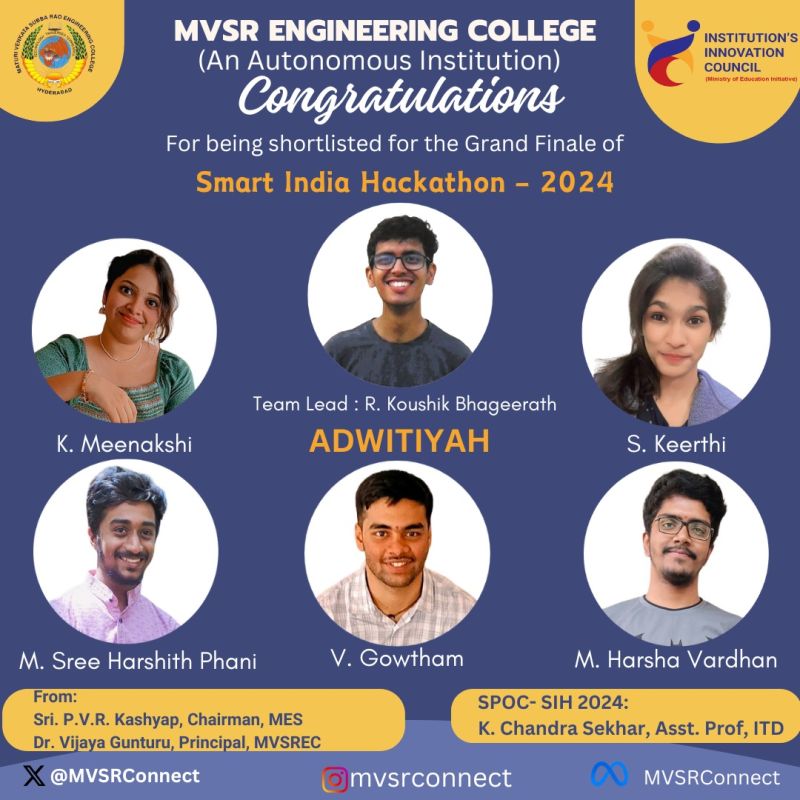 MATURI VENKATA SUBBA RAO ENGINEERING COLLEGE
HYDERABAD
MVSR ENGINEERING COLLEGE
(An Autonomous Institution)
Congratulations
INSTITUTION'S
INNOVATION
COUNCIL
(Ministry of Education Initiative)
For being shortlisted for the Grand Finale of
Smart India Hackathon - 2024
Team Lead : R. Koushik Bhageerath
K. Meenakshi
ADWITIYAH
S. Keerthi
M. Sree Harshith Phani
V. Gowtham
M. Harsha Vardhan
From:
Sri. P.V.R. Kashyap, Chairman, MES
Dr. Vijaya Gunturu, Principal, MVSREC
SPOC- SIH 2024:
K. Chandra Sekhar, Asst. Prof, ITD
@MVSRConnect
@mvsrconnect
MVSRConnect